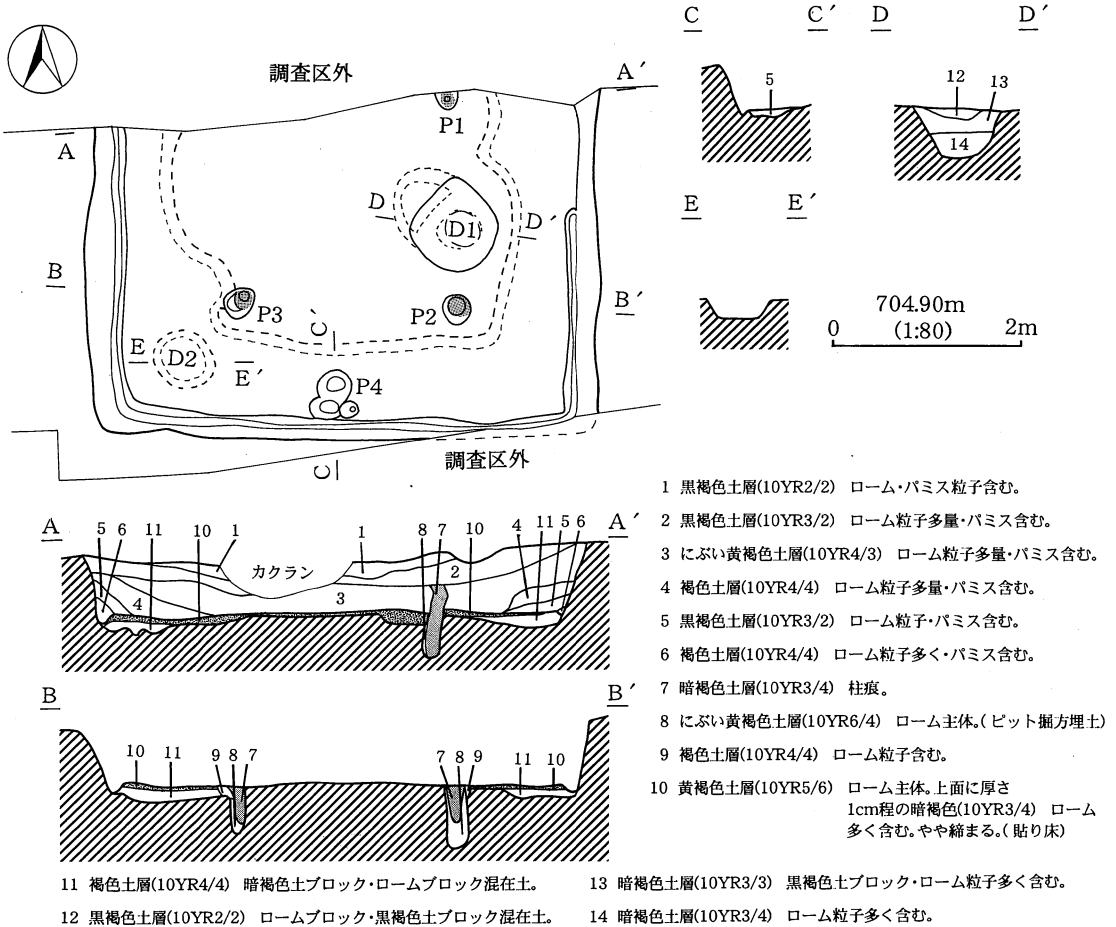 C C′ D D′
調査区外
A′
5
12 13
P1
A
14
D
D1 D′
E E′
B
B′
P3 C′ P2
704.90m
0 (1:80) 2m
E D2 E′
P4
C
調査区外
A A′
5 6 11 10 1 1 8 7 10 4 11 5 6
カクラン 2
4 3
B B′
10 11 9 8 7 7 8 9 11 10
1 黒褐色土層(10YR2/2) ローム・パミス粒子含む。
2 黒褐色土層(10YR3/2) ローム粒子多量・パミス含む。
3 にぶい黄褐色土層(10YR4/3) ローム粒子多量・パミス含む。
4 褐色土層(10YR4/4) ローム粒子多量・パミス含む。
5 黒褐色土層(10YR3/2) ローム粒子・パミス含む。
6 褐色土層(10YR4/4) ローム粒子多く・パミス含む。
7 暗褐色土層(10YR3/4) 柱痕。
8 にぶい黄褐色土層(10YR6/4) ローム主体。(ピット掘方埋土)
9 褐色土層(10YR4/4) ローム粒子含む。
10 黄褐色土層(10YR5/6) ローム主体。上面に厚さ
1cm程の暗褐色(10YR3/4) ローム
多く含む。やや締まる。(貼り床)
11 褐色土層(10YR4/4) 暗褐色土ブロック・ロームブロック混在土。
12 黒褐色土層(10YR2/2) ロームブロック・黒褐色土ブロック混在土。
13 暗褐色土層(10YR3/3) 黒褐色土ブロック・ローム粒子多く含む。
14 暗褐色土層(10YR3/4) ローム粒子多く含む。